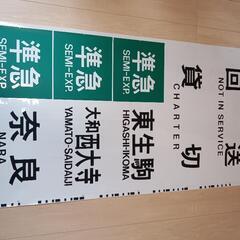 回送
NOT IN SERVICE
貸切
CHARTER
準急
SEMI-EXP.
東生駒
HIGASHI-IKOMA
準急
SEMI-EXP.
大和西大寺
YAMATO-SAIDAIJI
準急
SEMI-EXP.
奈良
NARA